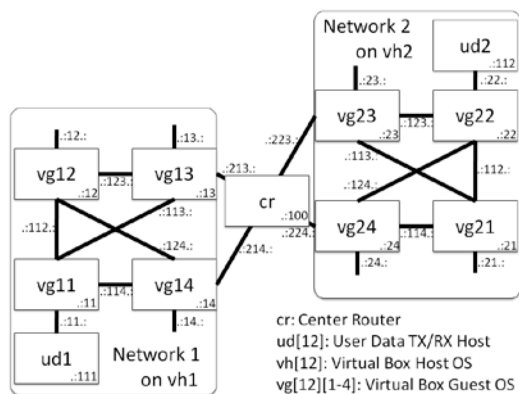 Network 2
on vh2
ud2
.:112
.:23.:
.:22.:
vg23
.:23
.:123.:
vg22
.:22
.:223.:
.:113.:
.:112.:
.:124.:
vg24
.:24
.:114.:
vg21
.:21
.:24.:
.:21.:
.:12.:
.:13.:
vg12
.:12
.:123.:
vg13
.:13
.:213.:
cr
.:100
.:224.:
.:113.:
.:112.:
.:124.:
.:214.:
vg11
.:11
.:114.:
vg14
.:14
.:11.:
.:14.:
ud1
.:111
Network 1
on vh1
cr: Center Router
ud[12]: User Data TX/RX Host
vh[12]: Virtual Box Host OS
vg[12][1-4]: Virtual Box Guest OS